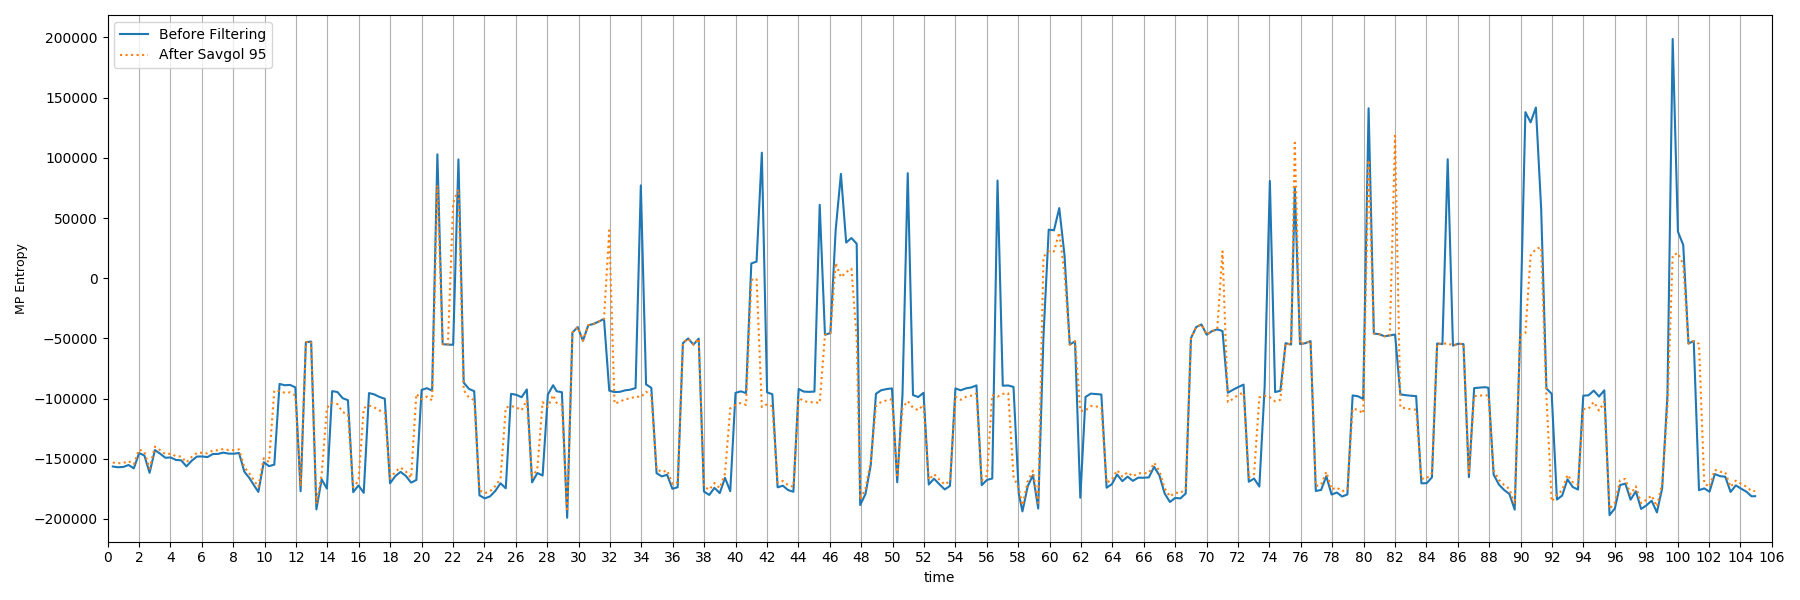 Before Filtering
After Savgol 95
200000
150000
100000
50000
0
−50000
−100000
−150000
−200000
MP Entropy
0 2 4 6 8 10 12 14 16 18 20 22 24 26 28 30 32 34 36 38 40 42 44 46 48 50 52 54 56 58 60 62 64 66 68 70 72 74 76 78 80 82 84 86 88 90 92 94 96 98 100 102 104 106
time